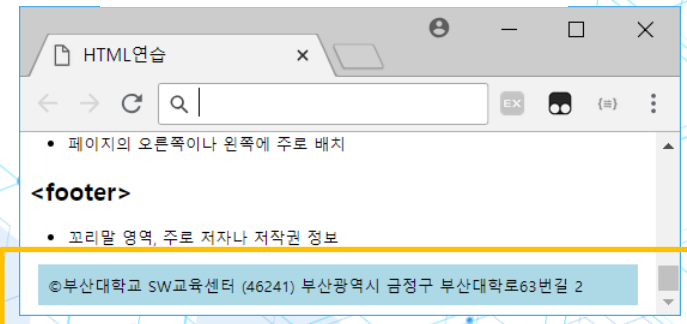 HTML연습
EX
{≡}
• 페이지의 오른쪽이나 왼쪽에 주로 배치
<footer>
• 꼬리말 영역, 주로 저자나 저작권 정보
©부산대학교 SW교육센터 (46241) 부산광역시 금정구 부산대학로63번길 2